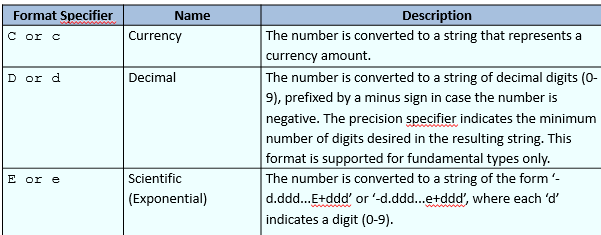 Format Specifier Name Description
C or c Currency The number is converted to a string that represents a
currency amount.
D or d Decimal The number is converted to a string of decimal digits (0-
9), prefixed by a minus sign in case the number is
negative. The precision specifier indicates the minimum
number of digits desired in the resulting string. This
format is supported for fundamental types only.
E or e Scientific The number is converted to a string of the form ‘-
(Exponential) d.ddd...E+ddd’ or ‘-d.ddd...e+ddd’, where each ‘d’
indicates a digit (0-9).